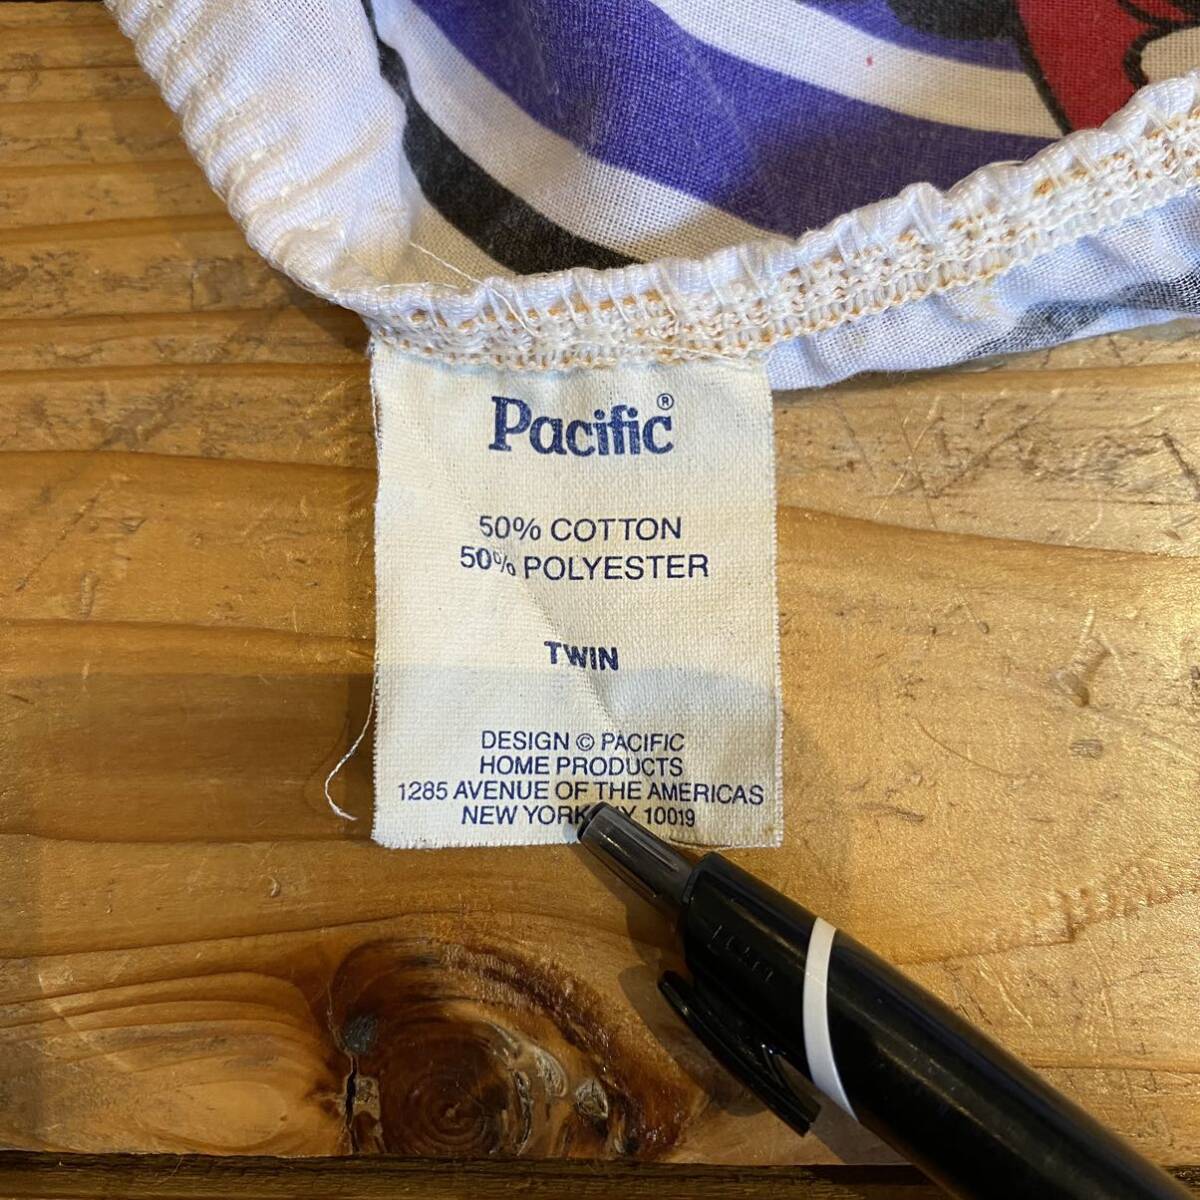 Pacific®
50% COTTON
50% POLYESTER
TWIN
DESIGN © PACIFIC
HOME PRODUCTS
1285 AVENUE OF THE AMERICAS
NEW YORK 10019